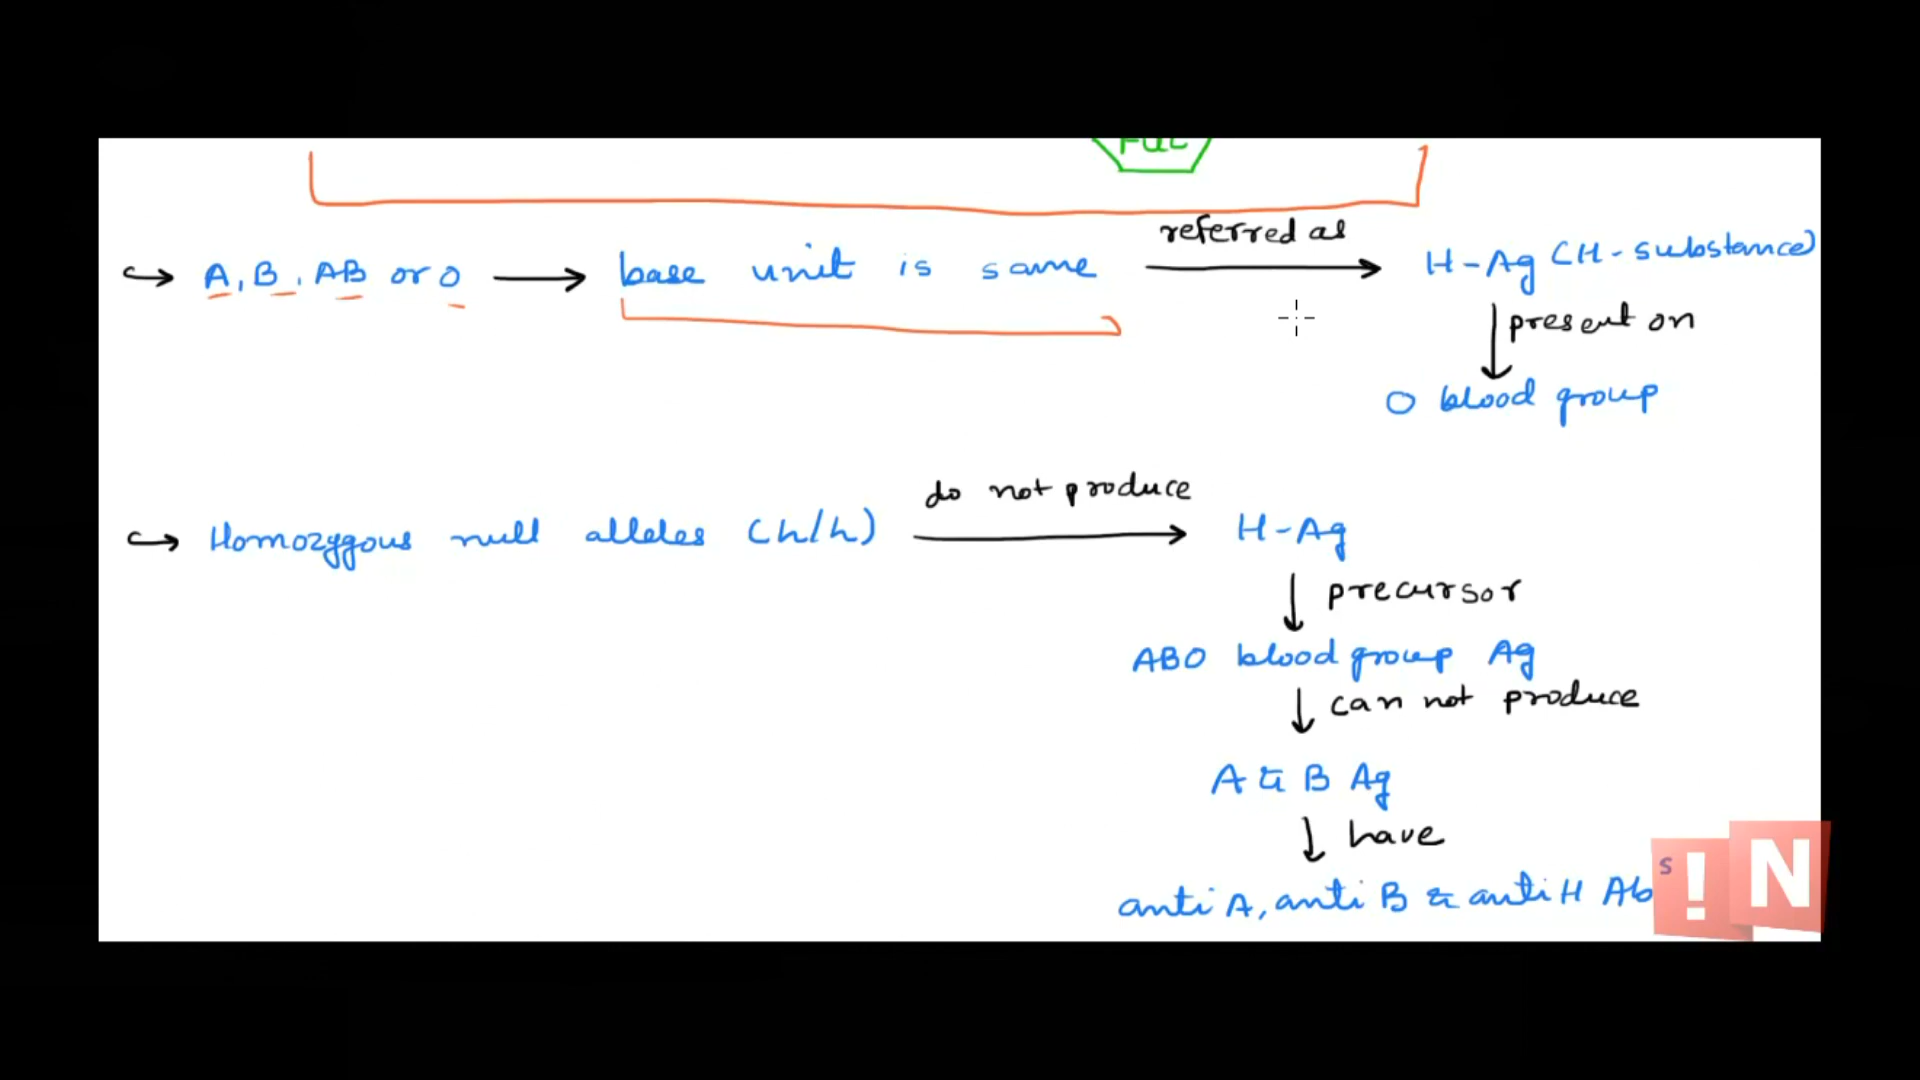 Fuc
referred as
↪ A, B, AB or O → base unit is same → H-Ag (H-substance)
↓ present on
O blood group
do not produce
↪ Homozygous null alleles (h/h) → H-Ag
↓ precursor
ABO blood group Ag
↓ can not produce
A & B Ag
↓ have
anti A, anti B & anti H Ab
S ! N